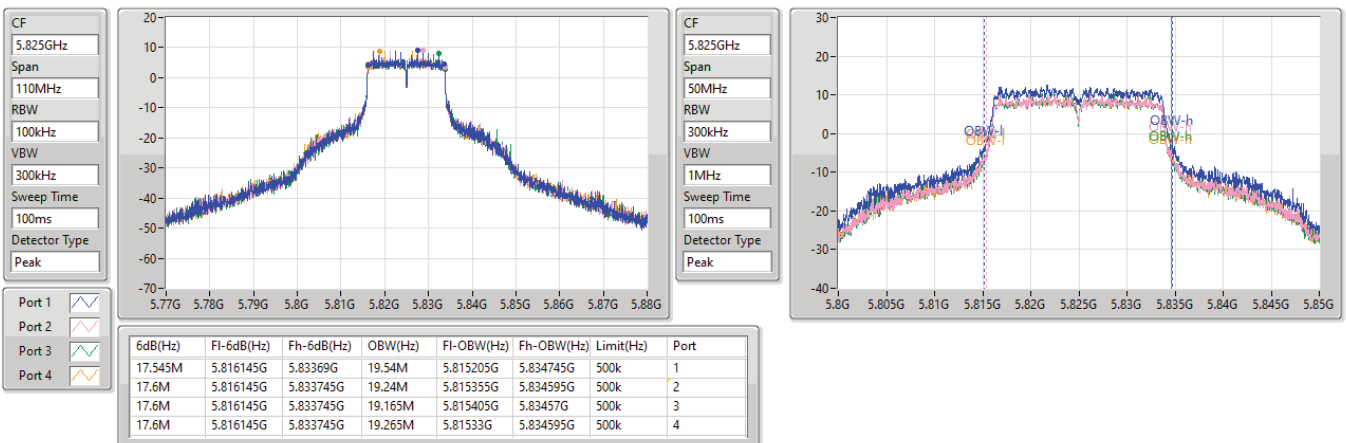 CF
5.825GHz
Span
110MHz
RBW
100kHz
VBW
300kHz
Sweep Time
100ms
Detector Type
Peak
20
10
0
-10
-20
-30
-40
-50
-60
-70
5.77G 5.78G 5.79G 5.8G 5.81G 5.82G 5.83G 5.84G 5.85G 5.86G 5.87G 5.88G
CF
5.825GHz
Span
50MHz
RBW
300kHz
VBW
1MHz
Sweep Time
100ms
Detector Type
Peak
30
20
10
0
-10
-20
-30
-40
OBW-l
OBW-l
OBW-h
OBW-h
5.8G 5.805G 5.81G 5.815G 5.82G 5.825G 5.83G 5.835G 5.84G 5.845G 5.85G
Port 1
Port 2
Port 3
Port 4
6dB(Hz) Fl-6dB(Hz) Fh-6dB(Hz) OBW(Hz) Fl-OBW(Hz) Fh-OBW(Hz) Limit(Hz) Port
17.545M 5.816145G 5.83369G 19.54M 5.815205G 5.834745G 500k 1
17.6M 5.816145G 5.833745G 19.24M 5.815355G 5.834595G 500k 2
17.6M 5.816145G 5.833745G 19.165M 5.815405G 5.83457G 500k 3
17.6M 5.816145G 5.833745G 19.265M 5.81533G 5.834595G 500k 4